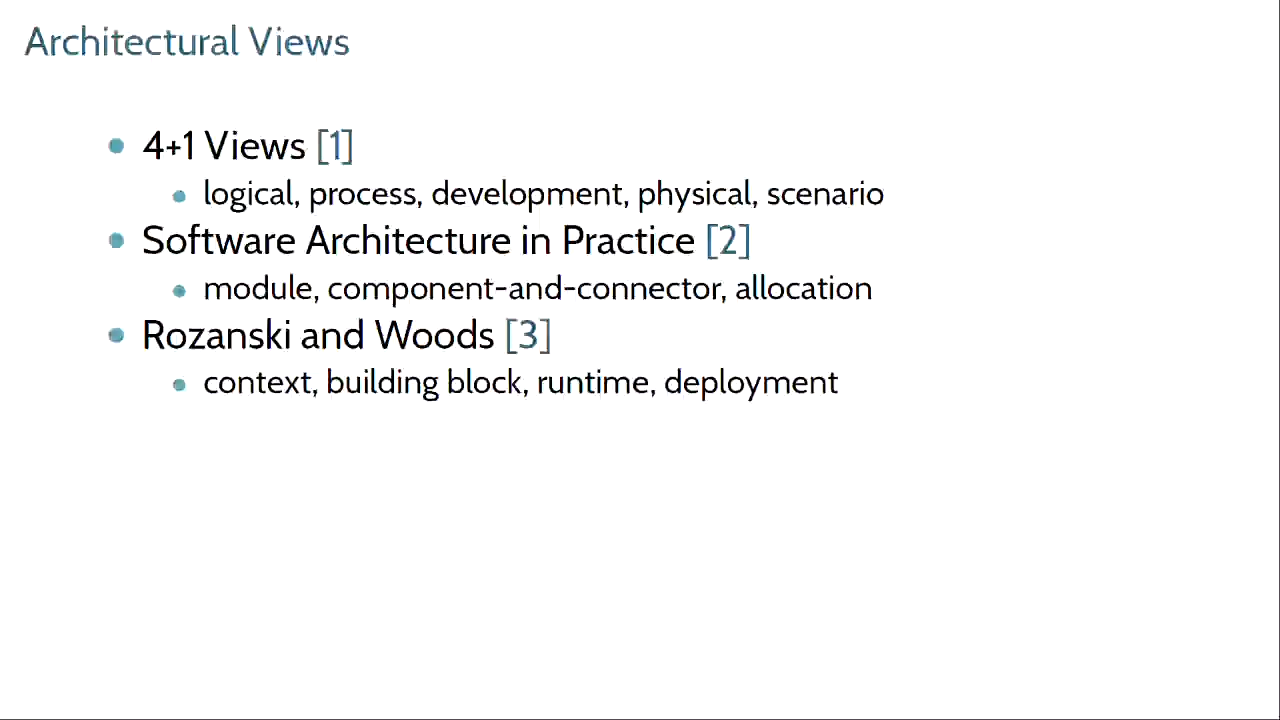 Architectural Views
4+1 Views [1]
logical, process, development, physical, scenario
Software Architecture in Practice [2]
module, component-and-connector, allocation
Rozanski and Woods [3]
context, building block, runtime, deployment